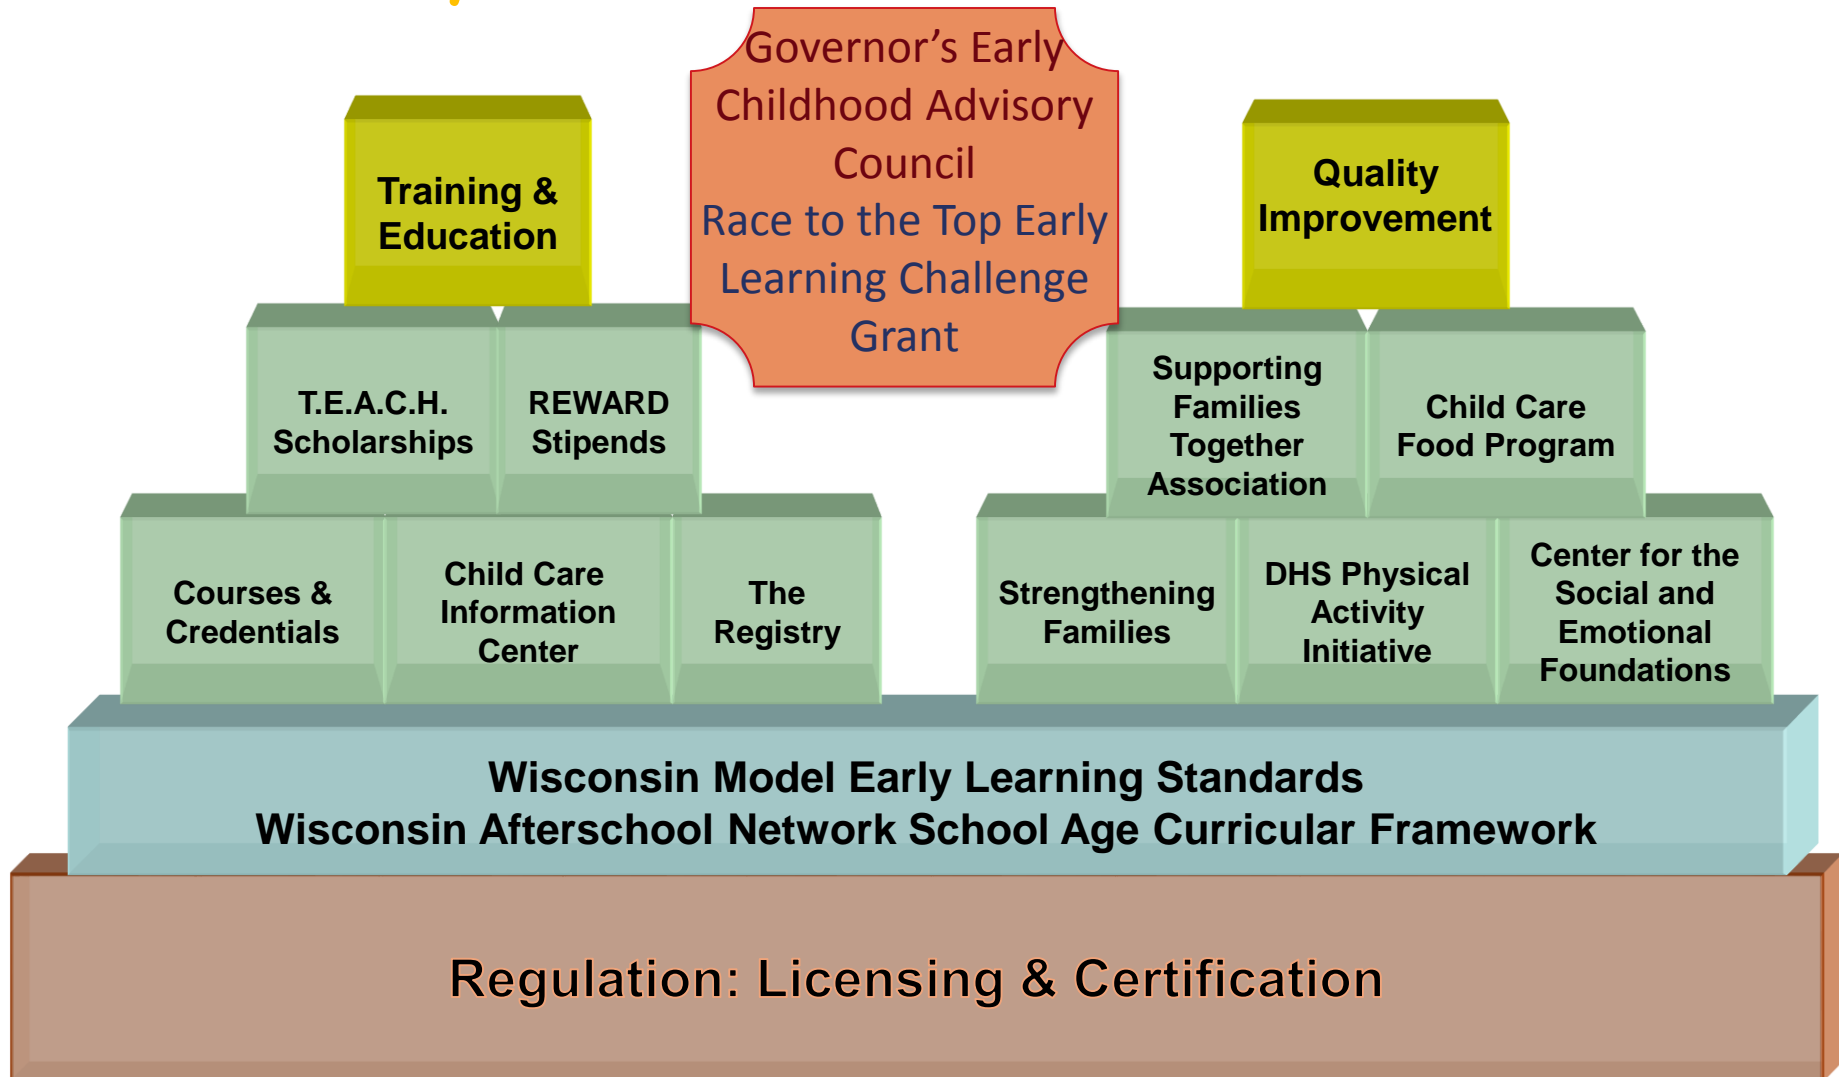 Governor’s Early
Childhood Advisory
Council
Race to the Top Early
Learning Challenge
Grant
Training &
Education
Quality
Improvement
T.E.A.C.H.
Scholarships
REWARD
Stipends
Supporting
Families
Together
Association
Child Care
Food Program
Courses &
Credentials
Child Care
Information
Center
The
Registry
Strengthening
Families
DHS Physical
Activity
Initiative
Center for the
Social and
Emotional
Foundations
Wisconsin Model Early Learning Standards
Wisconsin Afterschool Network School Age Curricular Framework
Regulation: Licensing & Certification